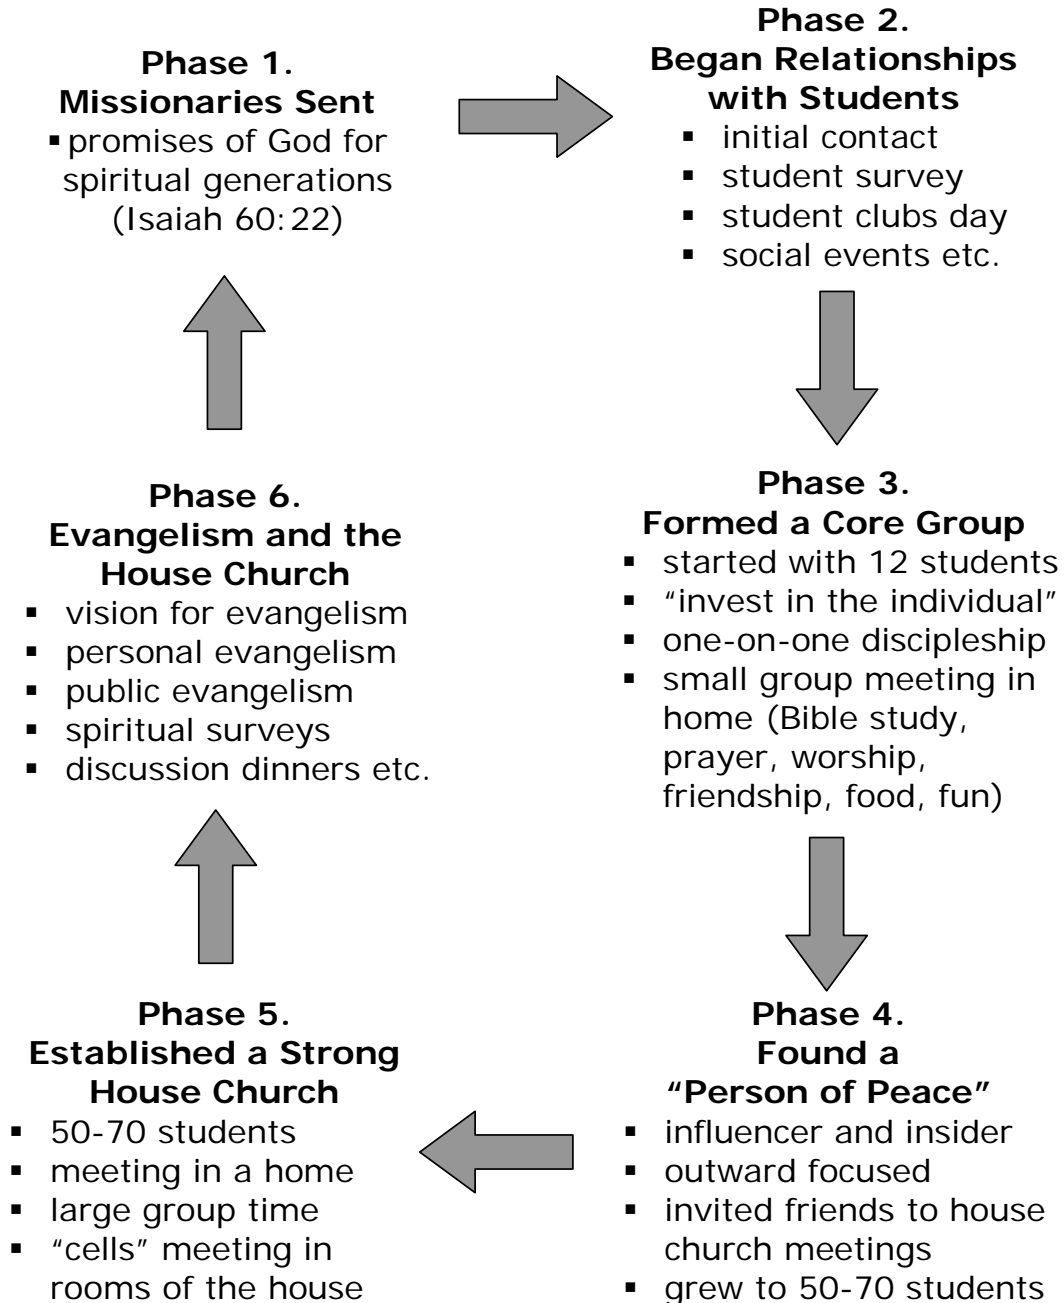 Phase 1.
Missionaries Sent
▪ promises of God for
spiritual generations
(Isaiah 60:22)
Phase 2.
Began Relationships
with Students
▪ initial contact
▪ student survey
▪ student clubs day
▪ social events etc.
Phase 3.
Formed a Core Group
▪ started with 12 students
▪ “invest in the individual”
▪ one-on-one discipleship
▪ small group meeting in
home (Bible study,
prayer, worship,
friendship, food, fun)
Phase 4.
Found a
“Person of Peace”
▪ influencer and insider
▪ outward focused
▪ invited friends to house
church meetings
▪ grew to 50-70 students
Phase 5.
Established a Strong
House Church
▪ 50-70 students
▪ meeting in a home
▪ large group time
▪ “cells” meeting in
rooms of the house
Phase 6.
Evangelism and the
House Church
▪ vision for evangelism
▪ personal evangelism
▪ public evangelism
▪ spiritual surveys
▪ discussion dinners etc.